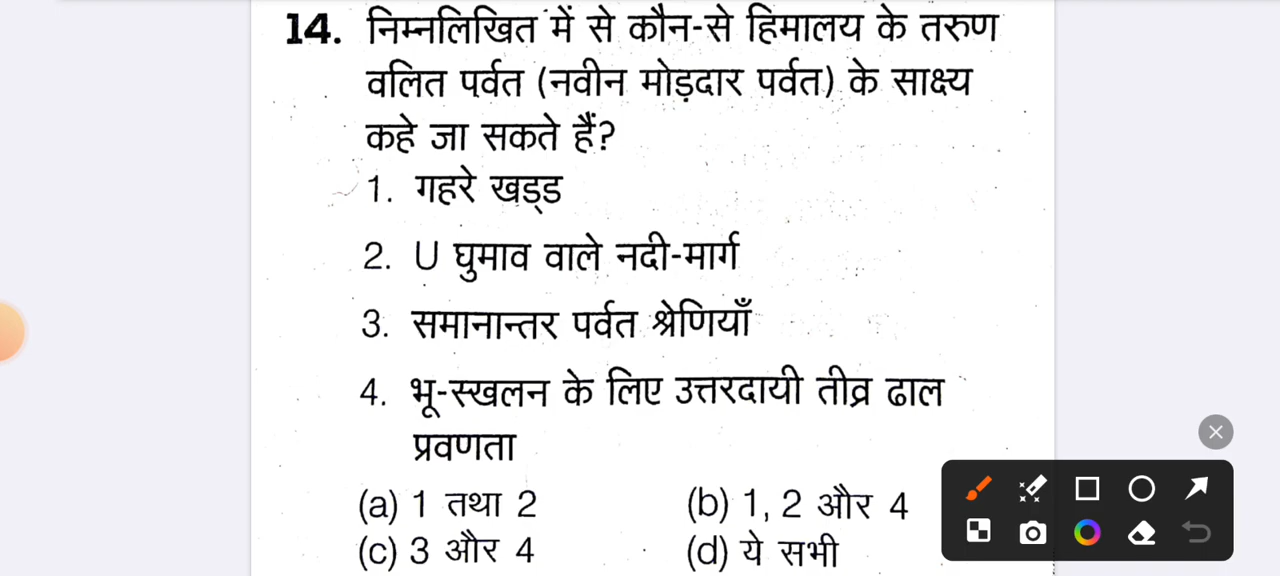 14. निम्नलिखित में से कौन-से हिमालय के तरुण
वलित पर्वत (नवीन मोड़दार पर्वत) के साक्ष्य
कहे जा सकते हैं?
1. गहरे खड्ड
2. U घुमाव वाले नदी-मार्ग
3. समानान्तर पर्वत श्रेणियाँ
4. भू-स्खलन के लिए उत्तरदायी तीव्र ढाल
प्रवणता
(a) 1 तथा 2 (b) 1, 2 और 4
(c) 3 और 4 (d) ये सभी